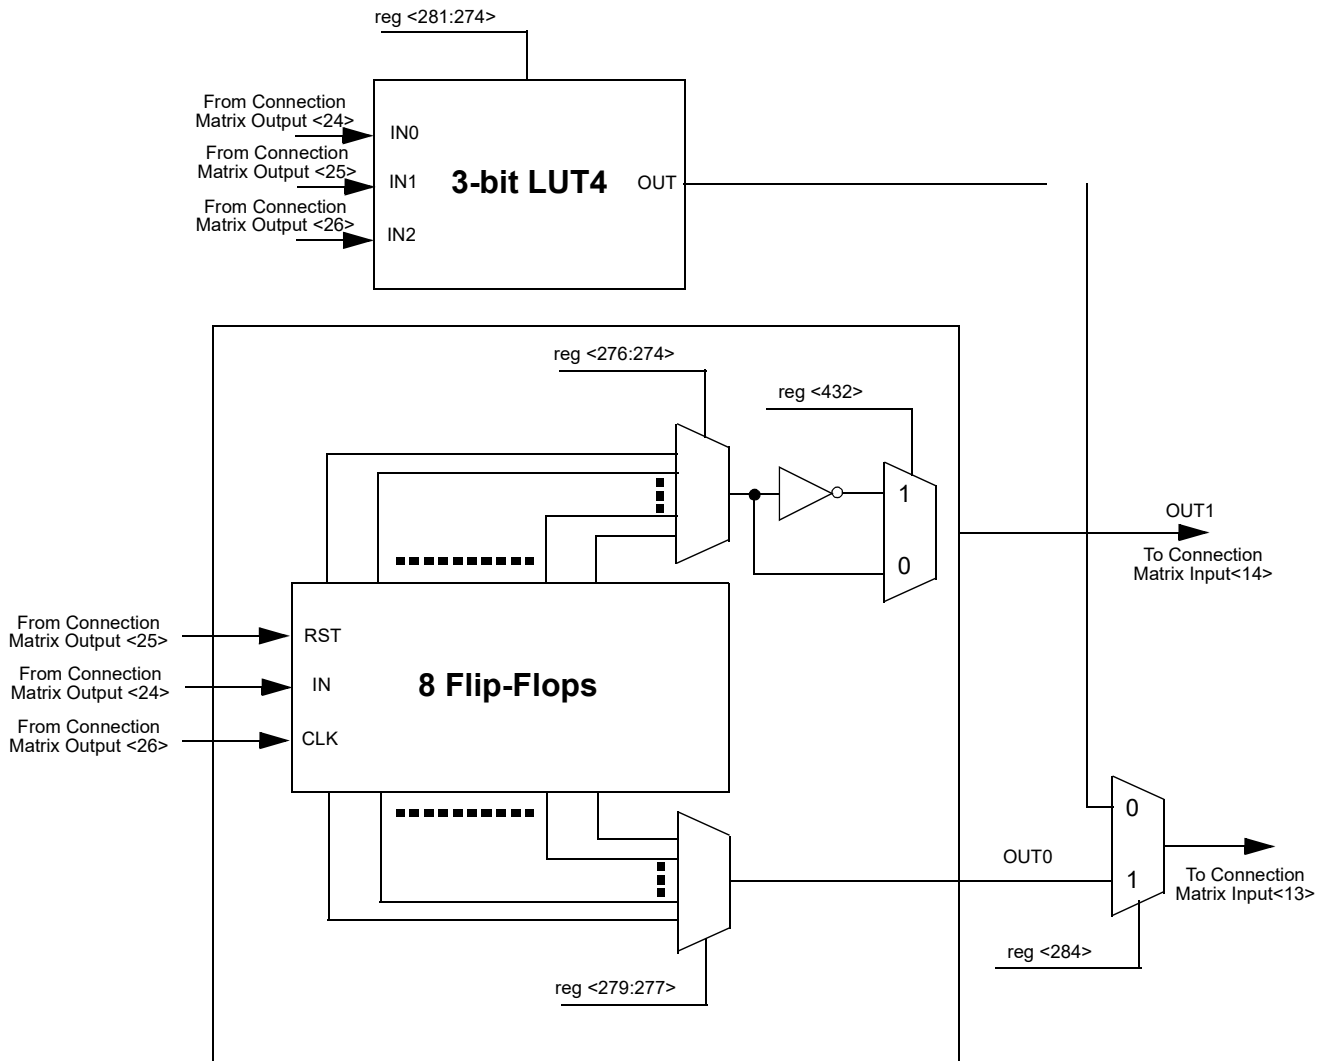 reg <281:274>
From Connection
Matrix Output <24>
IN0
From Connection
Matrix Output <25>
IN1
3-bit LUT4
OUT
From Connection
Matrix Output <26>
IN2
reg <276:274>
reg <432>
1
0
OUT1
To Connection
Matrix Input<14>
From Connection
Matrix Output <25>
RST
From Connection
Matrix Output <24>
IN
8 Flip-Flops
From Connection
Matrix Output <26>
CLK
0
OUT0
1
To Connection
Matrix Input<13>
reg <284>
reg <279:277>